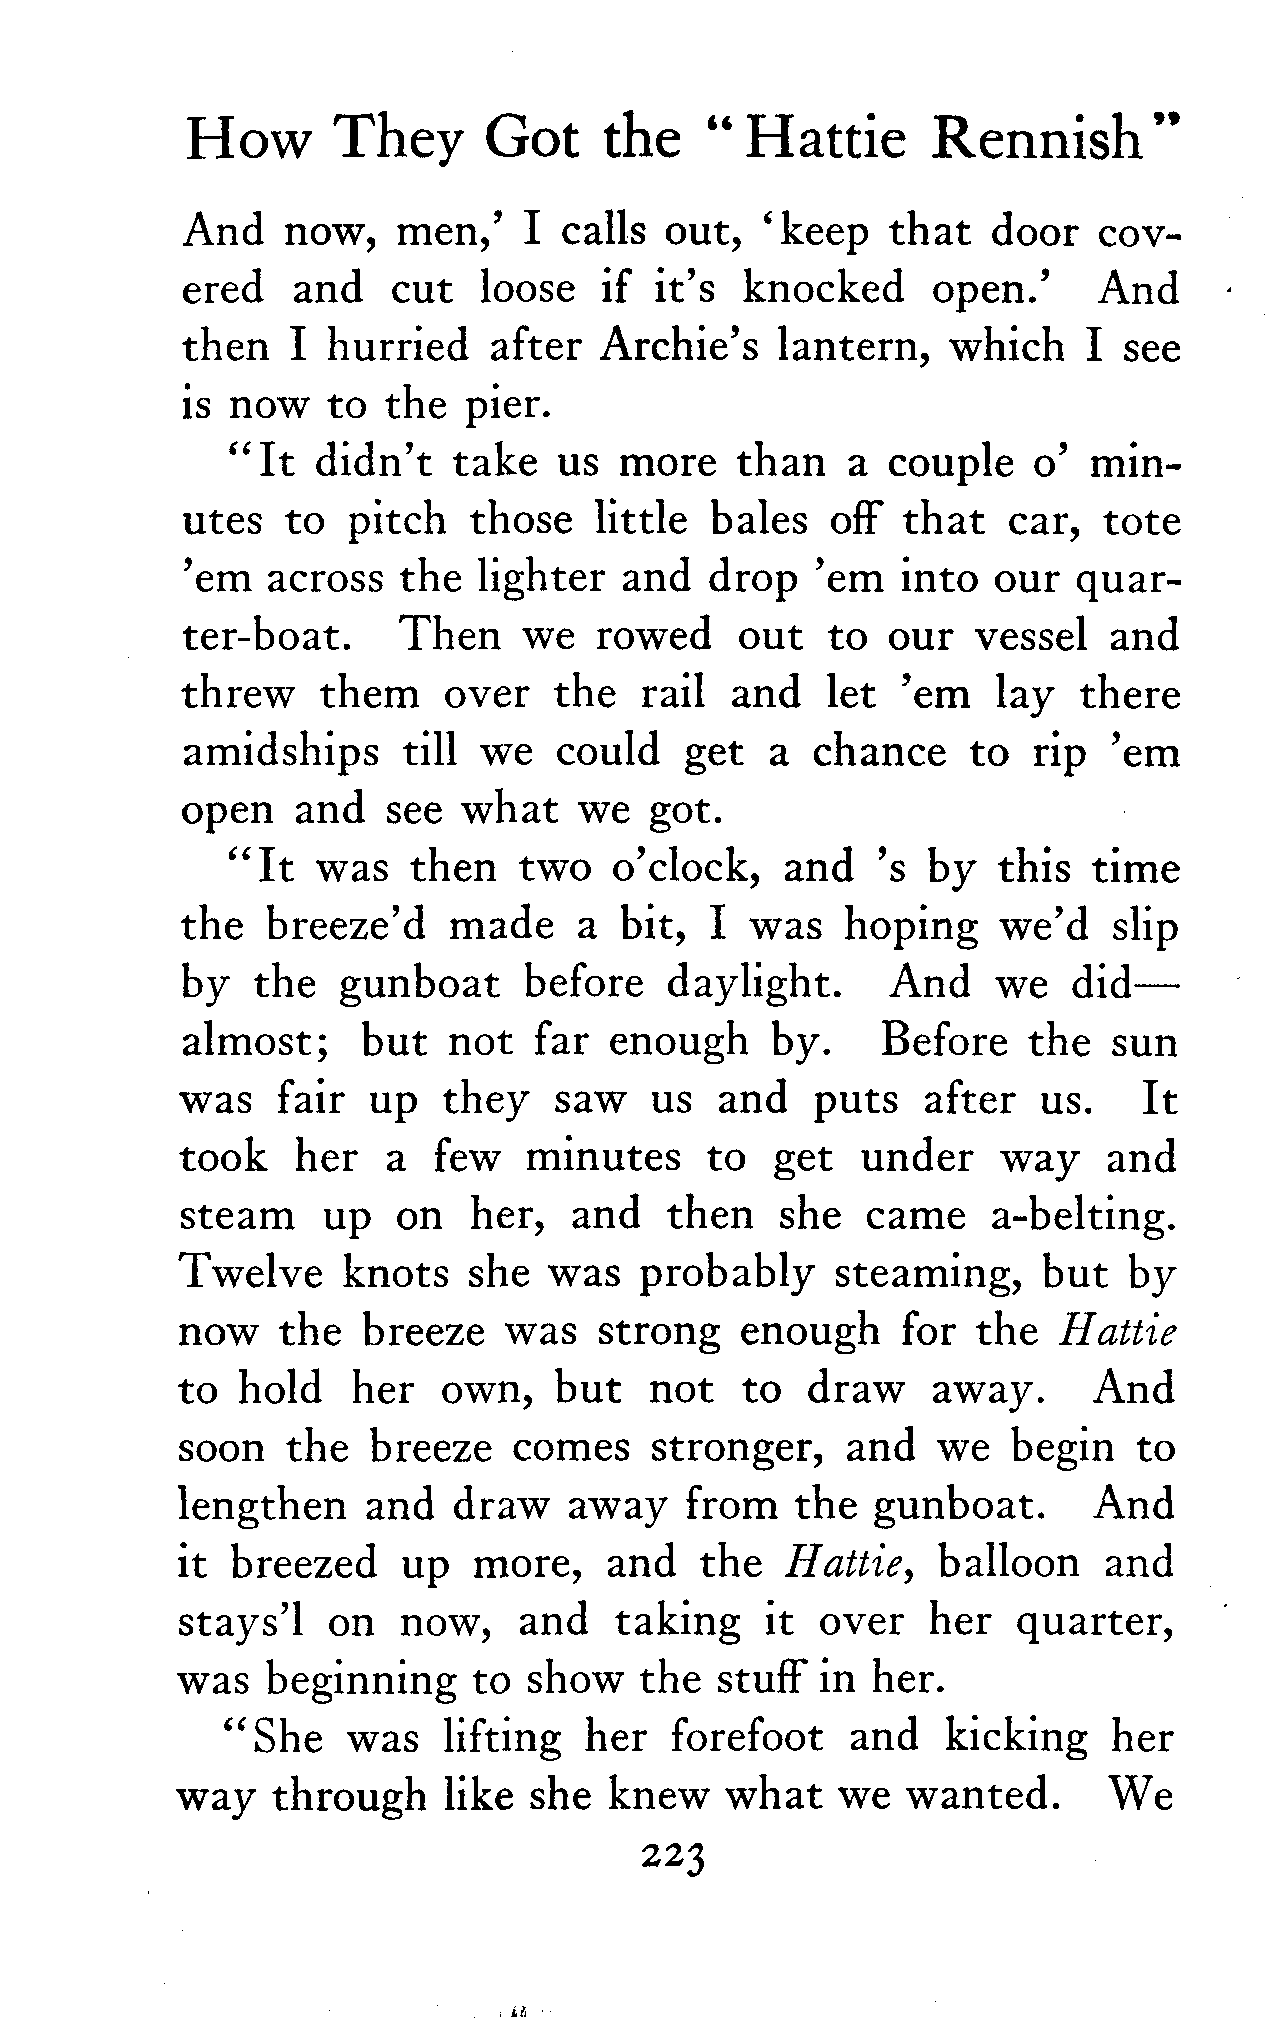 How They Got the “Hattie Rennish”
And now, men,’ I calls out, ‘keep that door cov-
ered and cut loose if it’s knocked open.’ And
then I hurried after Archie’s lantern, which I see
is now to the pier.
“It didn’t take us more than a couple o’ min-
utes to pitch those little bales off that car, tote
’em across the lighter and drop ’em into our quar-
ter-boat. Then we rowed out to our vessel and
threw them over the rail and let ’em lay there
amidships till we could get a chance to rip ’em
open and see what we got.
“It was then two o’clock, and ’s by this time
the breeze’d made a bit, I was hoping we’d slip
by the gunboat before daylight. And we did—
almost; but not far enough by. Before the sun
was fair up they saw us and puts after us. It
took her a few minutes to get under way and
steam up on her, and then she came a-belting.
Twelve knots she was probably steaming, but by
now the breeze was strong enough for the Hattie
to hold her own, but not to draw away. And
soon the breeze comes stronger, and we begin to
lengthen and draw away from the gunboat. And
it breezed up more, and the Hattie, balloon and
stays’l on now, and taking it over her quarter,
was beginning to show the stuff in her.
“She was lifting her forefoot and kicking her
way through like she knew what we wanted. We
223